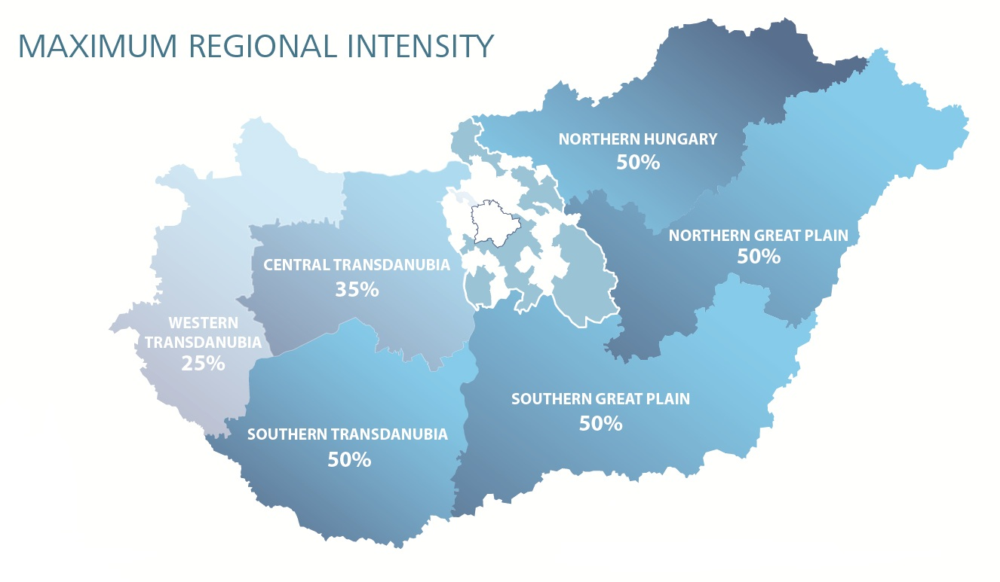 MAXIMUM REGIONAL INTENSITY
NORTHERN HUNGARY
50%
NORTHERN GREAT PLAIN
50%
CENTRAL TRANSDANUBIA
35%
WESTERN
TRANSDANUBIA
25%
SOUTHERN GREAT PLAIN
50%
SOUTHERN TRANSDANUBIA
50%